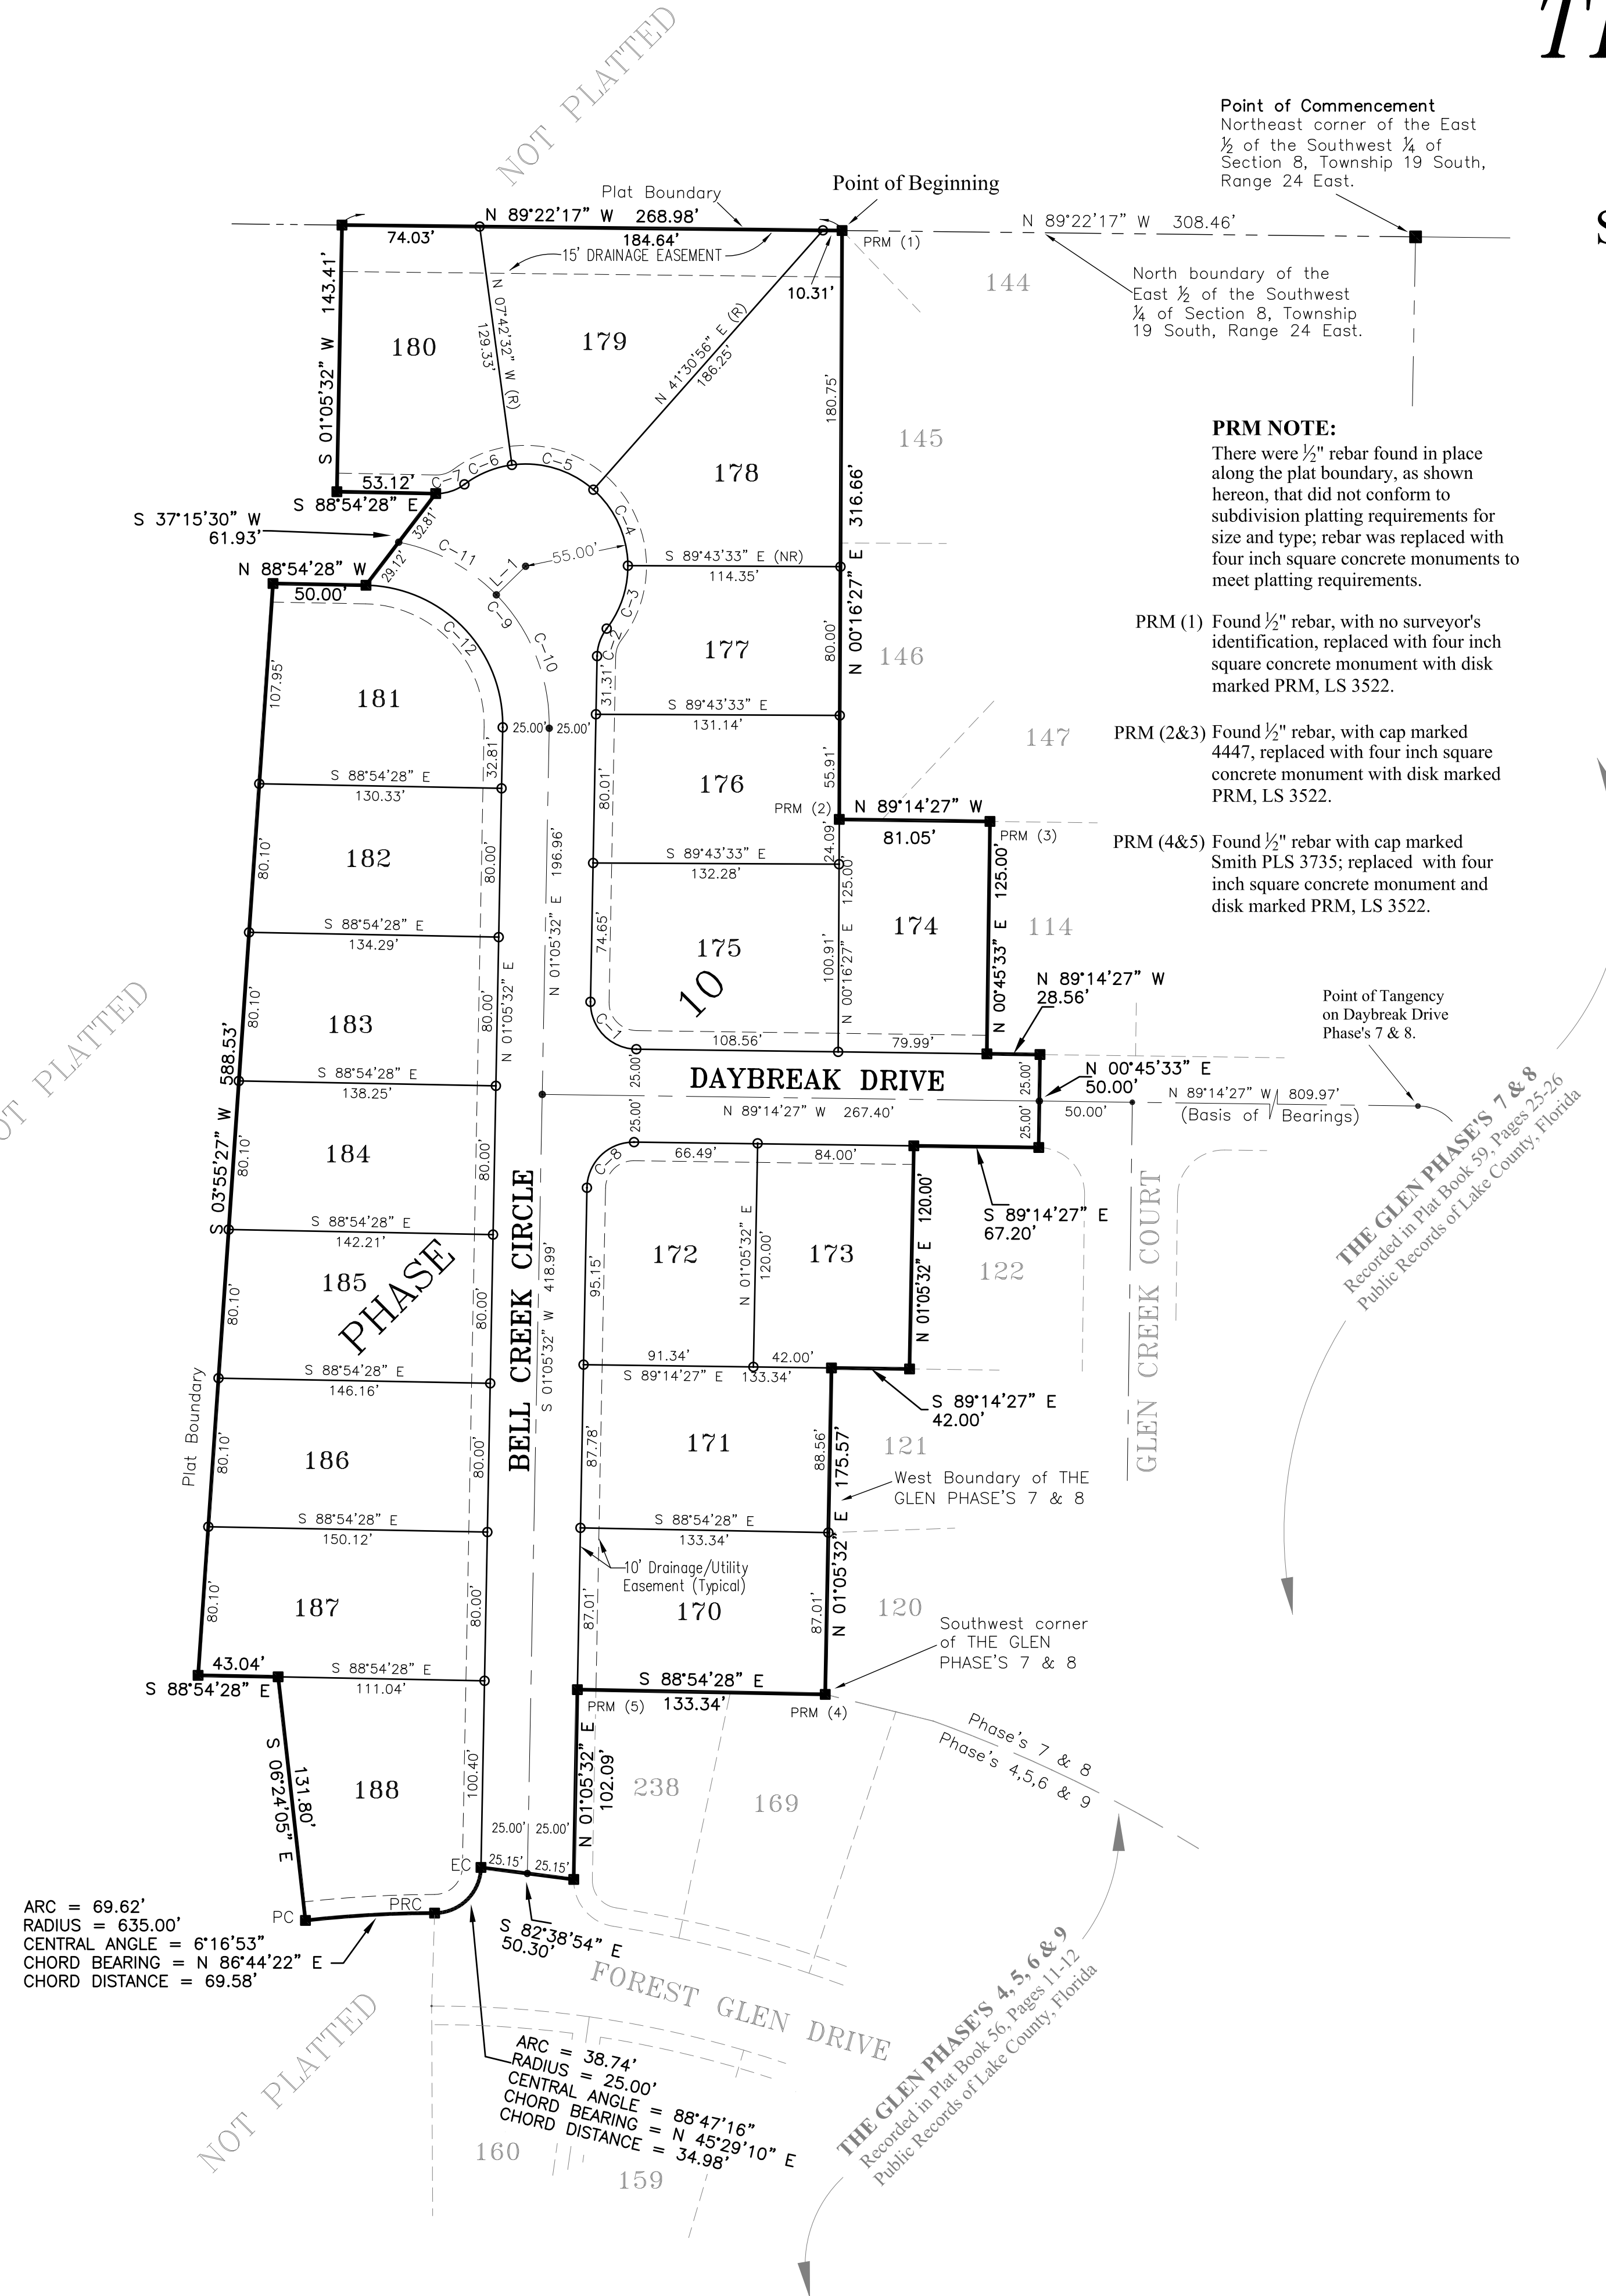 NOT PLATTED
Point of Commencement
Northeast corner of the East
½ of the Southwest ¼ of
Section 8, Township 19 South,
Range 24 East.
Plat Boundary
Point of Beginning
N 89°22'17" W 268.98'
74.03'
184.64'
10.31'
15' DRAINAGE EASEMENT
PRM (1)
N 89°22'17" W 308.46'
North boundary of the
East ½ of the Southwest
¼ of Section 8, Township
19 South, Range 24 East.
144
S 01°05'32" W 143.41'
180
N 07°42'32" W (R)
129.33'
179
N 41°30'56" E (R)
186.25'
180.75'
145
178
N 00°16'27" E 316.66'
53.12'
S 88°54'28" E
C-7
C-6
C-5
C-4
S 37°15'30" W
61.93'
32.81'
29.12'
C-11
L-1
55.00'
C-9
C-10
C-3
C-2
S 89°43'33" E (NR)
114.35'
N 88°54'28" W
50.00'
C-12
107.95'
181
31.31'
177
80.00'
146
S 89°43'33" E
131.14'
25.00'
25.00'
32.81'
147
S 88°54'28" E
130.33'
176
80.01'
55.91'
PRM (2)
N 89°14'27" W
81.05'
PRM (3)
182
80.10'
80.00'
196.96'
N 01°05'32" E
S 89°43'33" E
132.28'
24.09'
125.00'
N 00°16'27" E
100.91'
174
N 00°45'33" E 125.00'
114
S 88°54'28" E
134.29'
175
74.65'
10
N 89°14'27" W
28.56'
183
80.10'
80.00'
N 01°05'32" E
C-1
108.56'
79.99'
25.00'
DAYBREAK DRIVE
N 89°14'27" W 267.40'
25.00'
N 00°45'33" E
50.00'
25.00'
25.00'
50.00'
N 89°14'27" W 809.97'
(Basis of Bearings)
Point of Tangency
on Daybreak Drive
Phase's 7 & 8.
PRM NOTE:
There were ½" rebar found in place
along the plat boundary, as shown
hereon, that did not conform to
subdivision platting requirements for
size and type; rebar was replaced with
four inch square concrete monuments to
meet platting requirements.
PRM (1) Found ½" rebar, with no surveyor's
identification, replaced with four inch
square concrete monument with disk
marked PRM, LS 3522.
PRM (2&3) Found ½" rebar, with cap marked
4447, replaced with four inch square
concrete monument with disk marked
PRM, LS 3522.
PRM (4&5) Found ½" rebar with cap marked
Smith PLS 3735; replaced with four
inch square concrete monument and
disk marked PRM, LS 3522.
S 03°55'27" W 588.53'
S 88°54'28" E
138.25'
184
80.10'
80.00'
C-8
66.49'
84.00'
S 89°14'27" E
67.20'
S 88°54'28" E
142.21'
185
80.10'
80.00'
PHASE
BELL CREEK CIRCLE
S 01°05'32" W 418.99'
95.15'
172
N 01°05'32" E
120.00'
173
N 01°05'32" E 120.00'
122
GLEN CREEK COURT
91.34'
42.00'
S 89°14'27" E 133.34'
S 89°14'27" E
42.00'
S 88°54'28" E
146.16'
Plat Boundary
186
80.10'
80.00'
171
87.78'
88.56'
N 01°05'32" E 175.57'
121
West Boundary of THE
GLEN PHASE'S 7 & 8
S 88°54'28" E
150.12'
S 88°54'28" E
133.34'
10' Drainage/Utility
Easement (Typical)
187
80.10'
80.00'
170
87.01'
87.01'
120
Southwest corner
of THE GLEN
PHASE'S 7 & 8
43.04'
S 88°54'28" E
S 88°54'28" E
111.04'
S 88°54'28" E
133.34'
PRM (5)
PRM (4)
Phase's 7 & 8
Phase's 4,5,6 & 9
S 06°24'05" E
131.80'
188
100.40'
25.00'
25.00'
N 01°05'32" E
102.09'
238
169
EC
25.15'
25.15'
PRC
PC
S 82°38'54" E
50.30'
ARC = 69.62'
RADIUS = 635.00'
CENTRAL ANGLE = 6°16'53"
CHORD BEARING = N 86°44'22" E
CHORD DISTANCE = 69.58'
FOREST GLEN DRIVE
ARC = 38.74'
RADIUS = 25.00'
CENTRAL ANGLE = 88°47'16"
CHORD BEARING = N 45°29'10" E
CHORD DISTANCE = 34.98'
160
159
NOT PLATTED
THE GLEN PHASE'S 7 & 8
Recorded in Plat Book 59, Pages 25-26
Public Records of Lake County, Florida
THE GLEN PHASE'S 4, 5, 6 & 9
Recorded in Plat Book 56, Pages 11-12
Public Records of Lake County, Florida